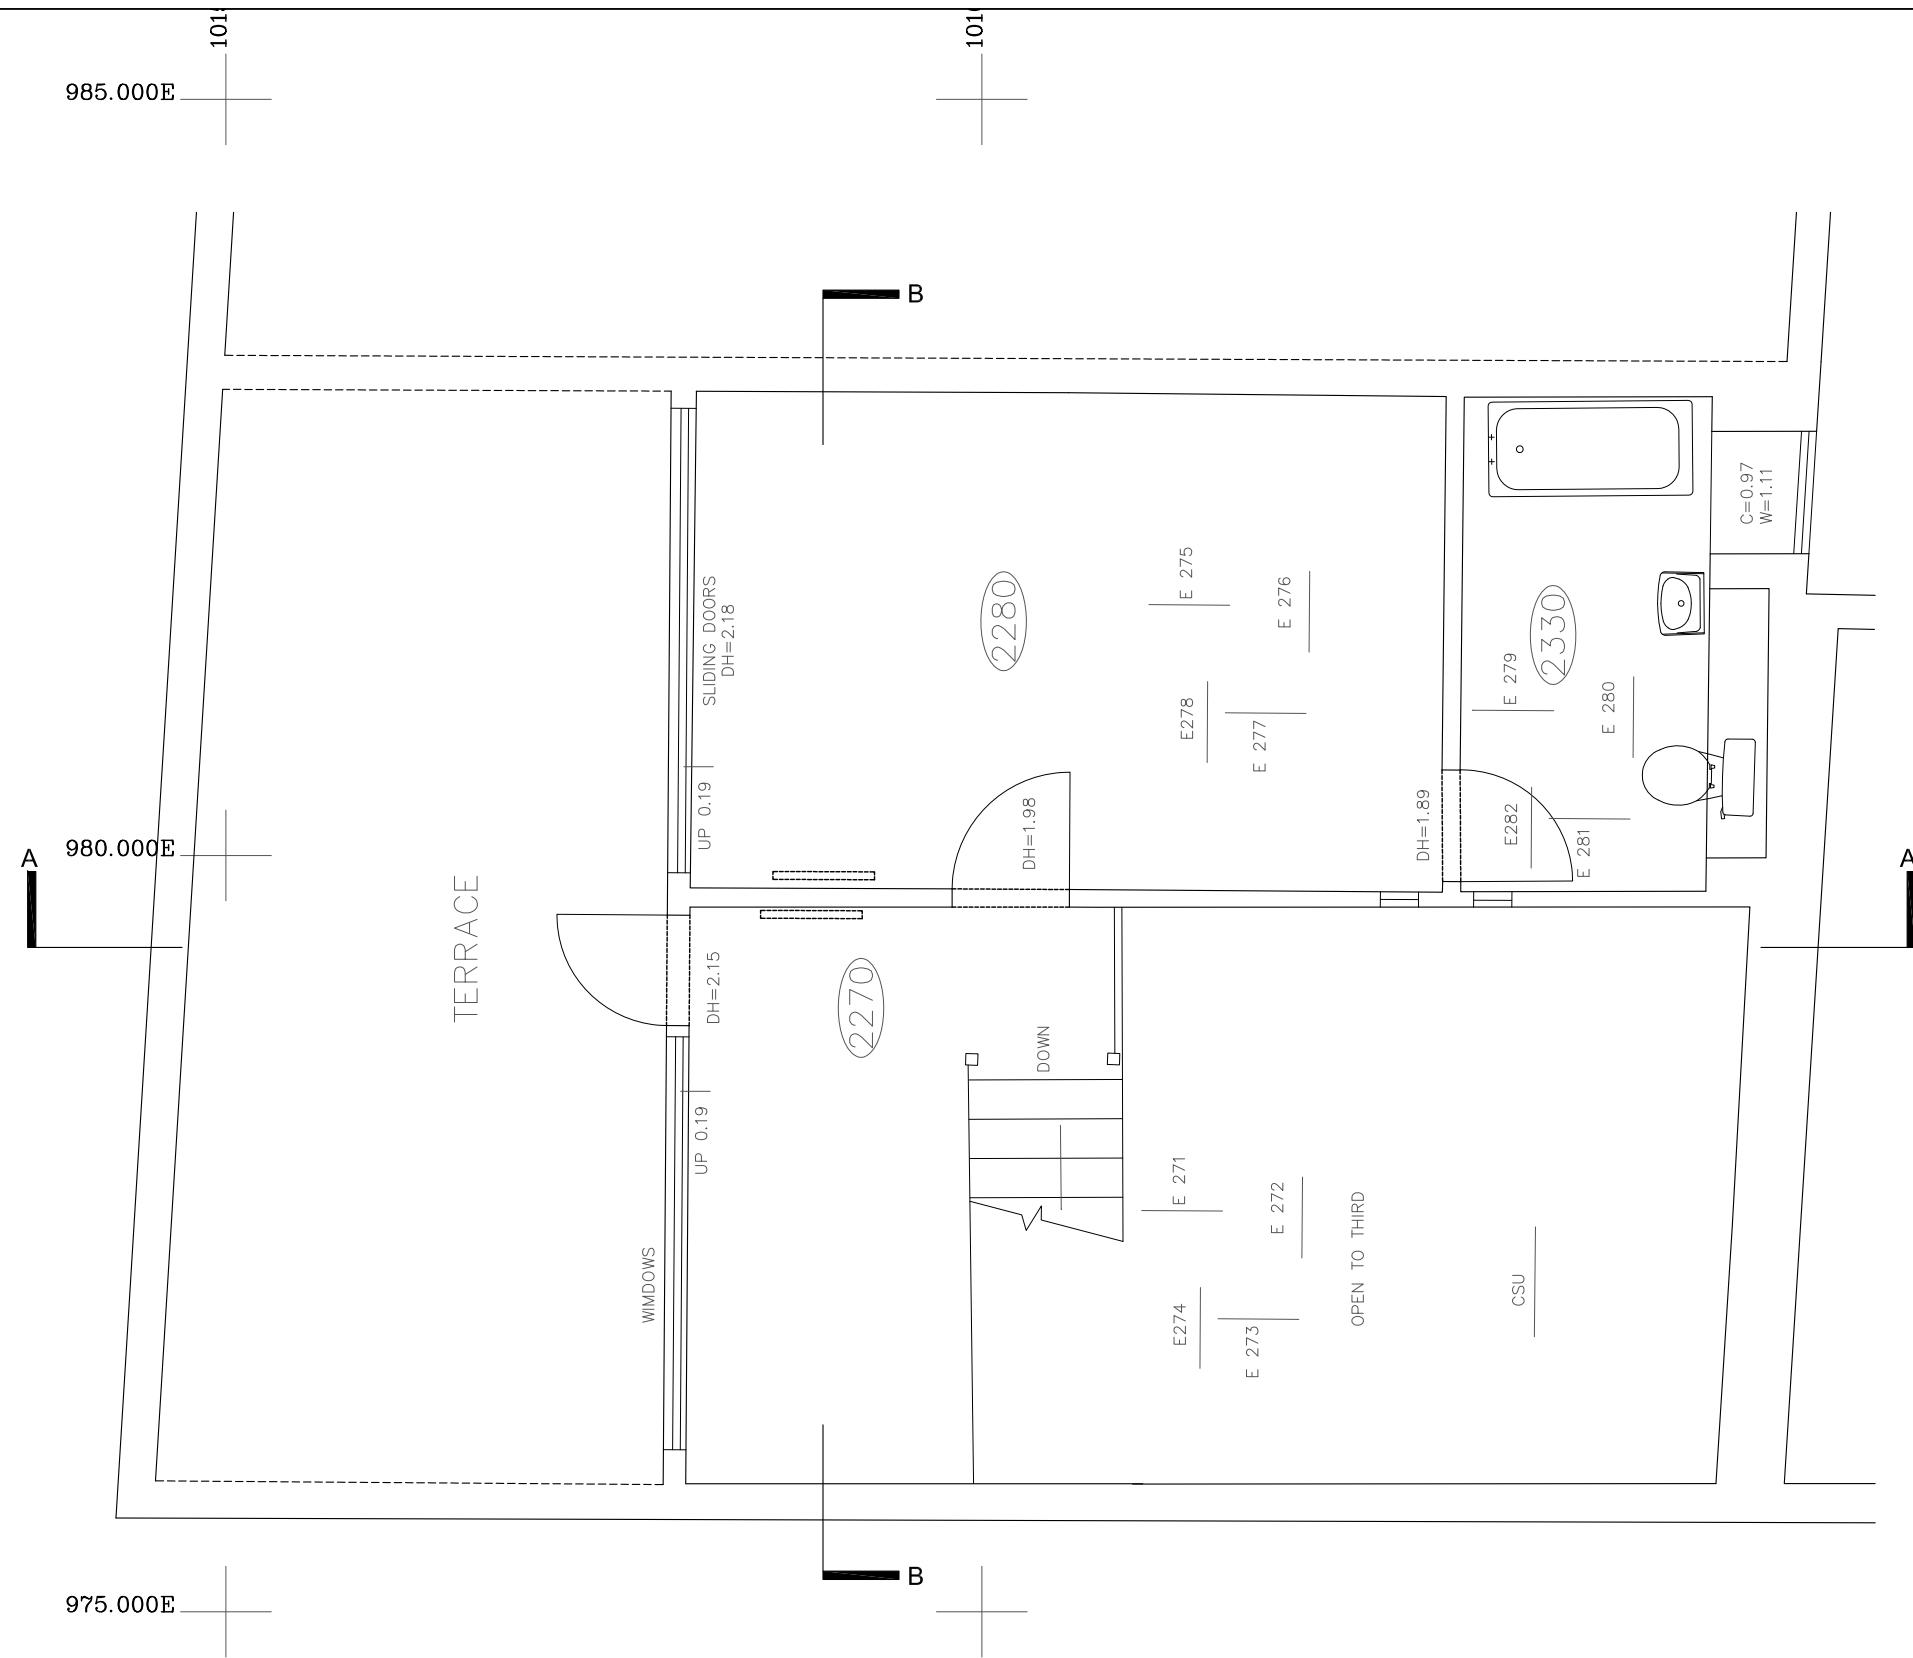 101
101
985.000E
B
C=0.97
W=1.11
E 275
E 276
2280
2330
SLIDING DOORS
DH=2.18
E 279
E 280
E278
E 277
UP 0.19
DH=1.98
DH=1.89
E282
E 281
980.000E
A
A
TERRACE
DH=2.15
2270
DOWN
UP 0.19
E 271
E 272
OPEN TO THIRD
WIMDOWS
CSU
E274
E 273
B
975.000E